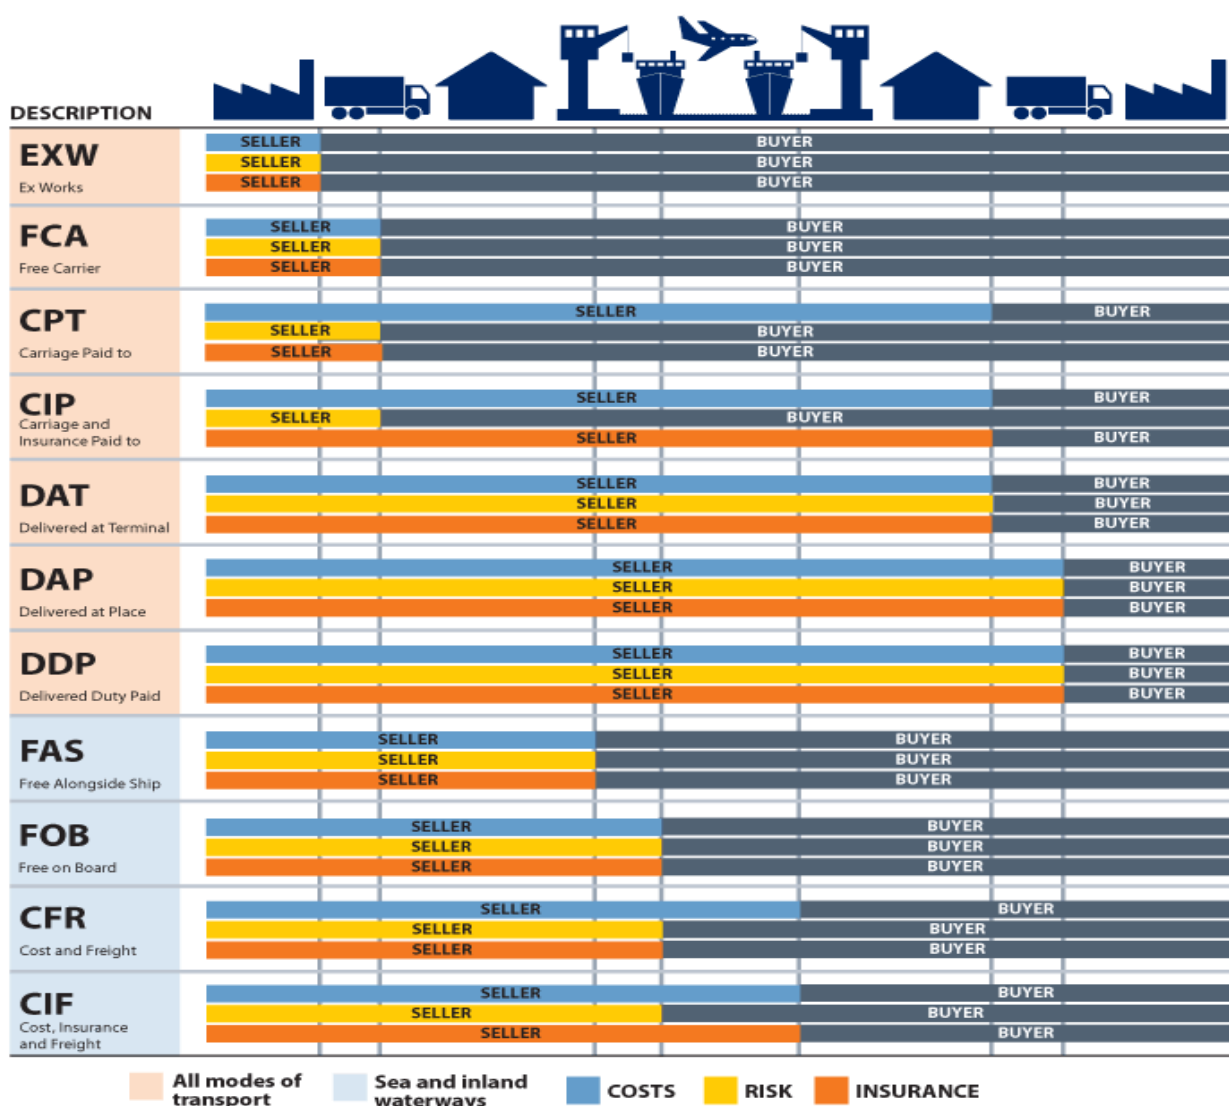 DESCRIPTION
EXW
Ex Works
SELLER BUYER
SELLER BUYER
SELLER BUYER
FCA
Free Carrier
SELLER BUYER
SELLER BUYER
SELLER BUYER
CPT
Carriage Paid to
SELLER BUYER
SELLER BUYER
SELLER BUYER
CIP
Carriage and
Insurance Paid to
SELLER BUYER
SELLER BUYER
SELLER BUYER
DAT
Delivered at Terminal
SELLER BUYER
SELLER BUYER
SELLER BUYER
DAP
Delivered at Place
SELLER BUYER
SELLER BUYER
SELLER BUYER
DDP
Delivered Duty Paid
SELLER BUYER
SELLER BUYER
SELLER BUYER
FAS
Free Alongside Ship
SELLER BUYER
SELLER BUYER
SELLER BUYER
FOB
Free on Board
SELLER BUYER
SELLER BUYER
SELLER BUYER
CFR
Cost and Freight
SELLER BUYER
SELLER BUYER
SELLER BUYER
CIF
Cost, Insurance
and Freight
SELLER BUYER
SELLER BUYER
SELLER BUYER
All modes of
transport
Sea and inland
waterways
COSTS
RISK
INSURANCE